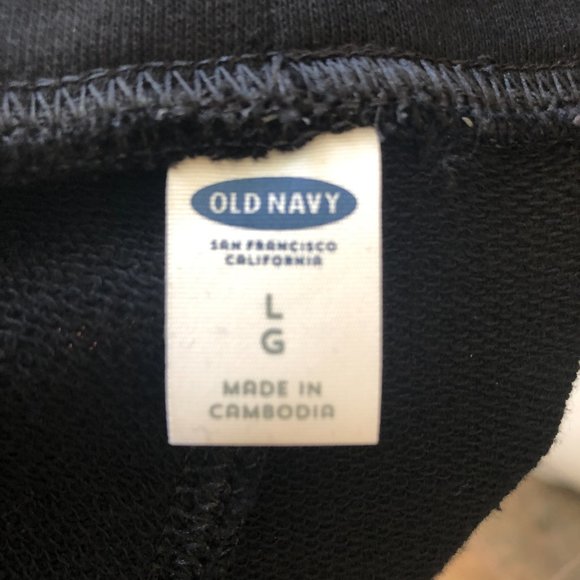 OLD NAVY
SAN FRANCISCO
CALIFORNIA
L
G
MADE IN
CAMBODIA